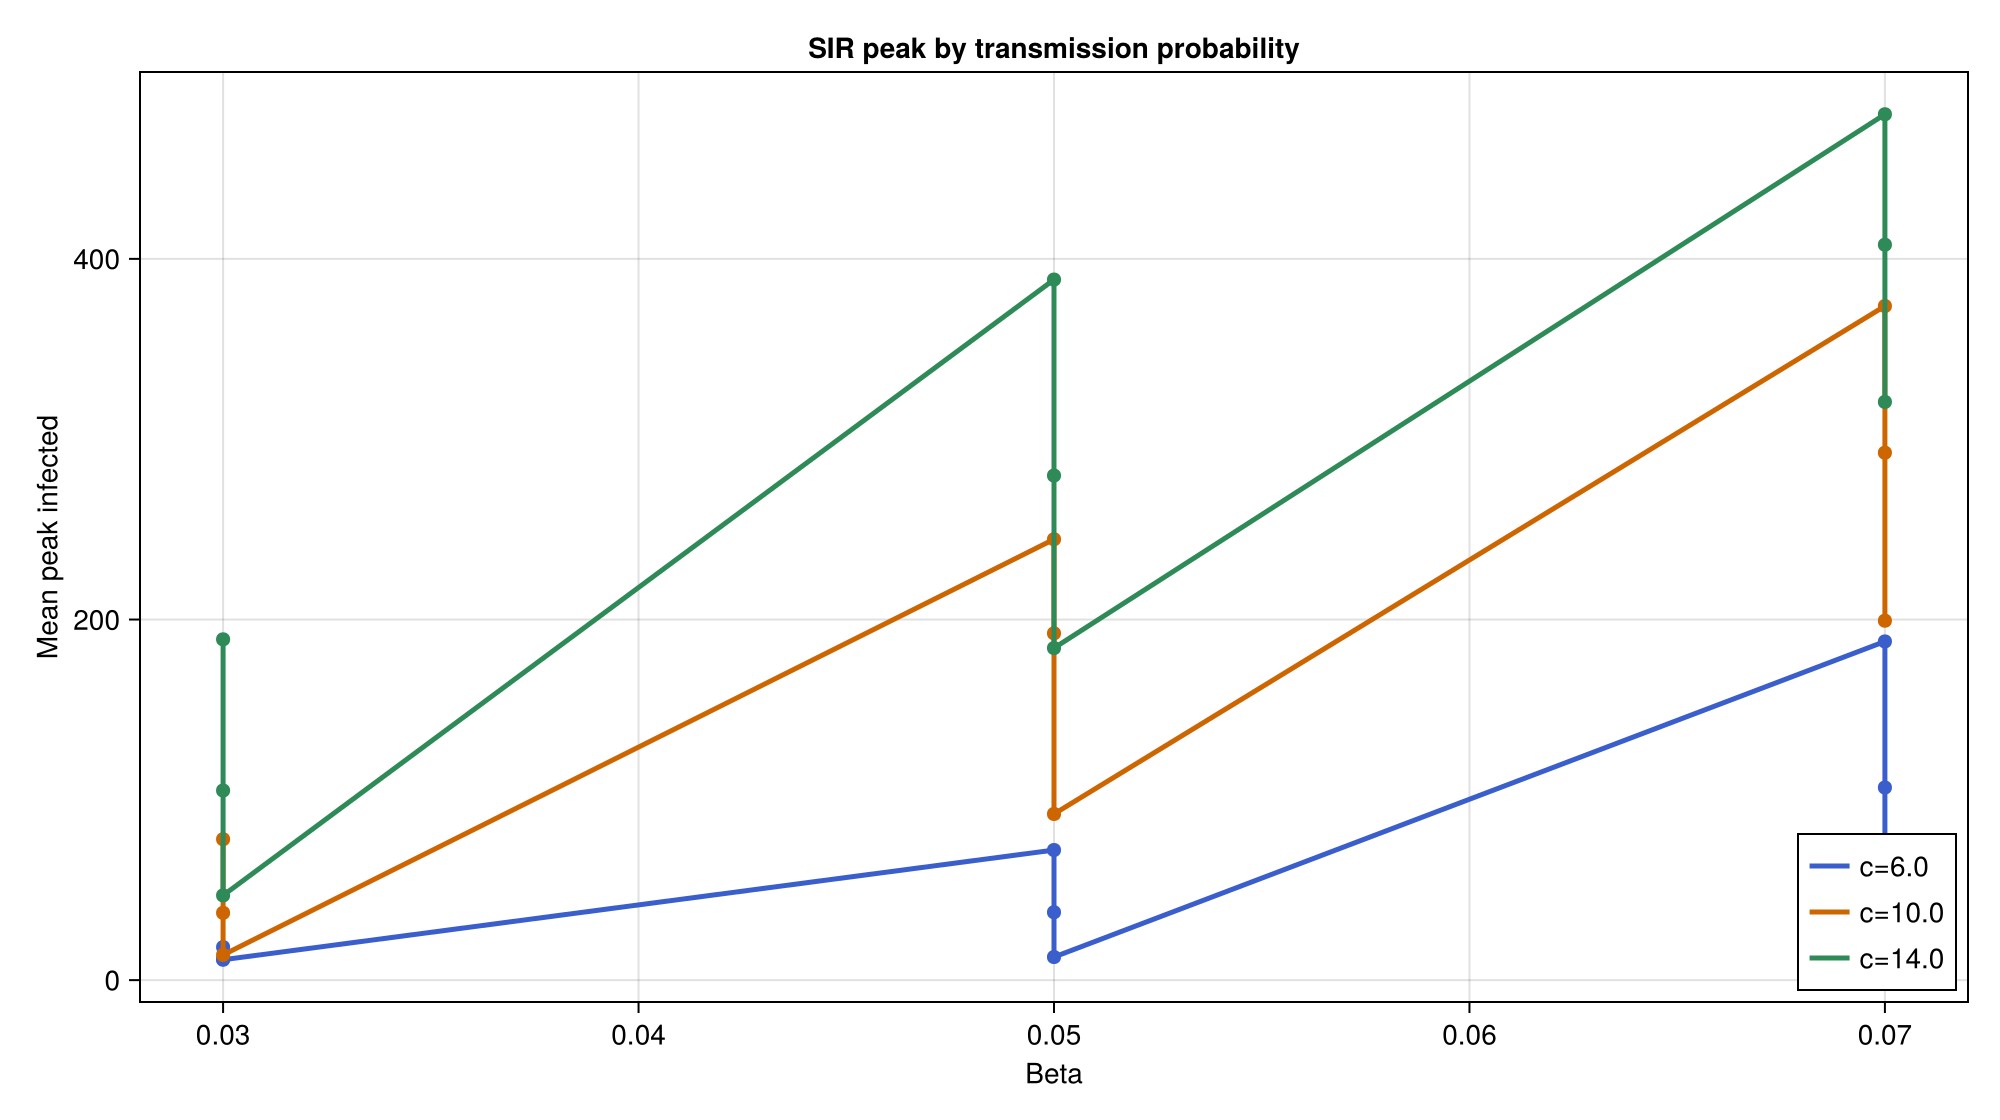 SIR peak by transmission probability
Mean peak infected
400
200
0
0.03
0.04
0.05
0.06
0.07
Beta
c=6.0
c=10.0
c=14.0